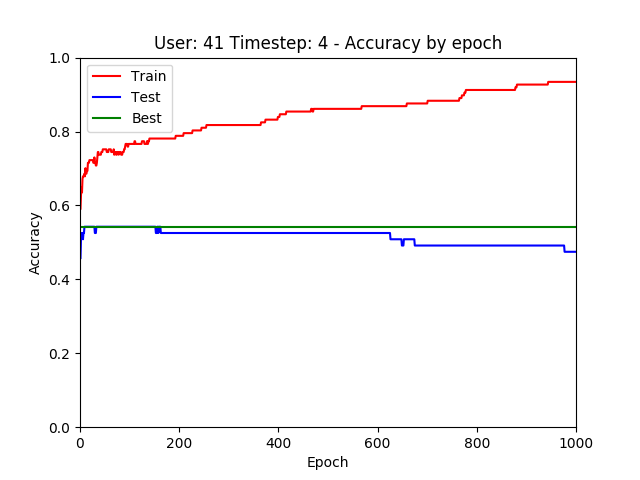 User: 41 Timestep: 4 - Accuracy by epoch
1.0
0.8
0.6
0.4
0.2
0.0
Accuracy
Train
Test
Best
0 200 400 600 800 1000
Epoch